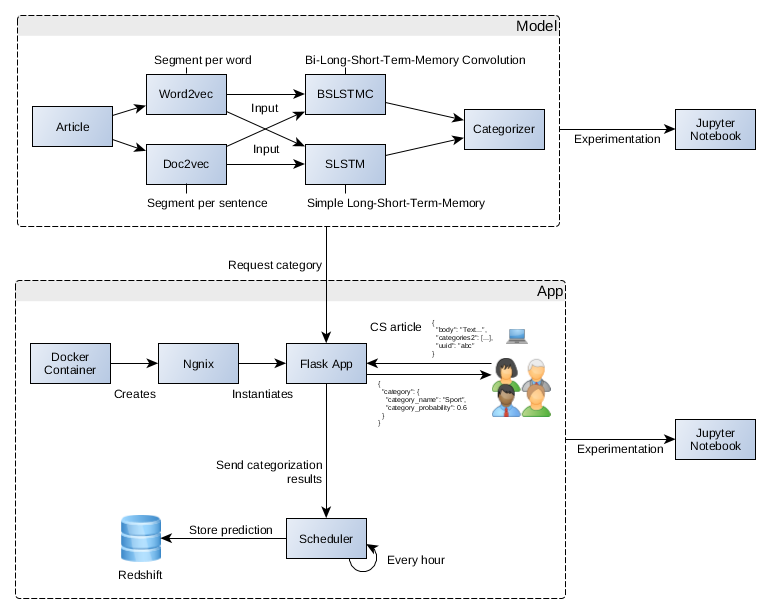 Model
Segment per word
Bi-Long-Short-Term-Memory Convolution
Word2vec
BSLSTMC
Input
Article
Categorizer
Jupyter
Notebook
Experimentation
Input
Doc2vec
SLSTM
Segment per sentence
Simple Long-Short-Term-Memory
Request category
App
CS article
{
"body": "Text...",
"categories2": [...],
"uuid": "abc"
}
Docker
Container
Ngnix
Flask App
Creates
Instantiates
{
"category": {
"category_name": "Sport",
"category_probability": 0.6
}
}
Jupyter
Notebook
Experimentation
Send categorization
results
Store prediction
Scheduler
Every hour
Redshift